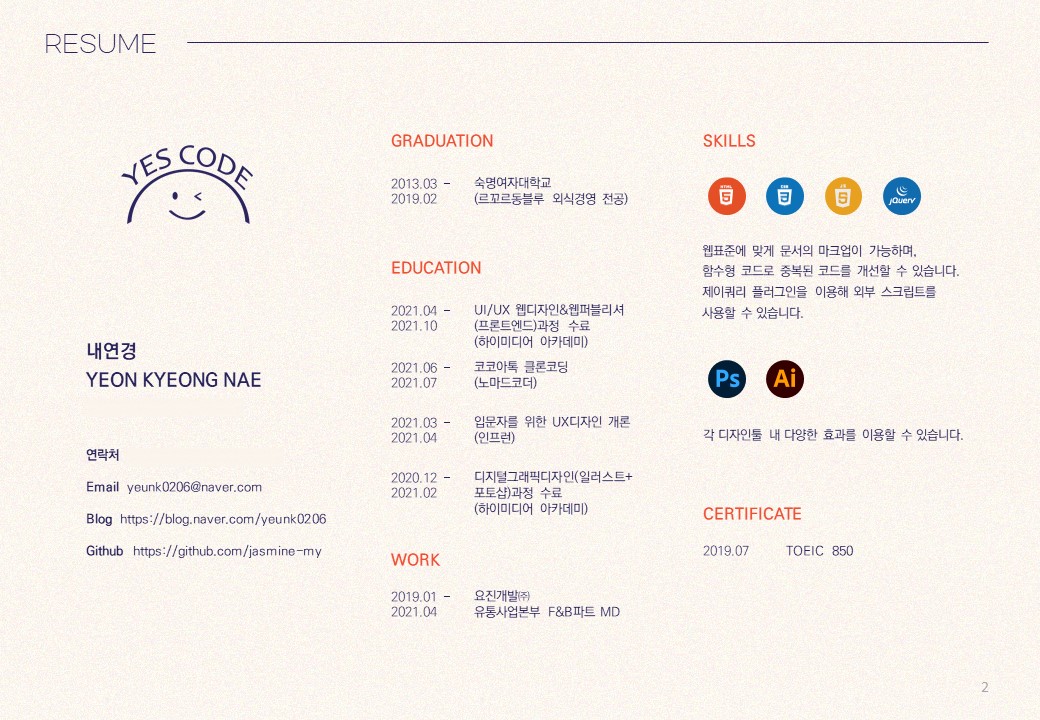 RESUME
YES CODE
내연경
YEON KYEONG NAE
연락처
Email yeunk0206@naver.com
Blog https://blog.naver.com/yeunk0206
Github https://github.com/jasmine-my
GRADUATION
2013.03 – 숙명여자대학교
2019.02 (르꼬르동블루 외식경영 전공)
EDUCATION
2021.04 – UI/UX 웹디자인&웹퍼블리셔
2021.10 (프론트엔드)과정 수료
(하이미디어 아카데미)
2021.06 – 코코아톡 클론코딩
2021.07 (노마드코더)
2021.03 – 입문자를 위한 UX디자인 개론
2021.04 (인프런)
2020.12 – 디지털그래픽디자인(일러스트+
2021.02 포토샵)과정 수료
(하이미디어 아카데미)
WORK
2019.01 – 요진개발㈜
2021.04 유통사업본부 F&B파트 MD
SKILLS
HTML 5 CSS 3 JS 5 jQuery
웹표준에 맞게 문서의 마크업이 가능하며,
함수형 코드로 중복된 코드를 개선할 수 있습니다.
제이쿼리 플러그인을 이용해 외부 스크립트를
사용할 수 있습니다.
Ps Ai
각 디자인툴 내 다양한 효과를 이용할 수 있습니다.
CERTIFICATE
2019.07 TOEIC 850
2